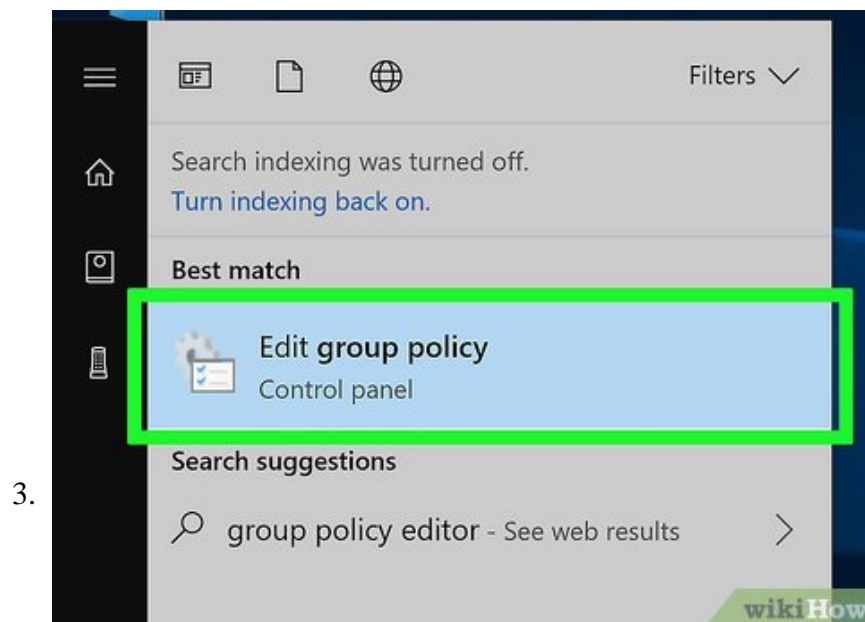 Filters
Search indexing was turned off.
Turn indexing back on.
Best match
Edit group policy
Control panel
Search suggestions
3.
group policy editor - See web results
wikiHow